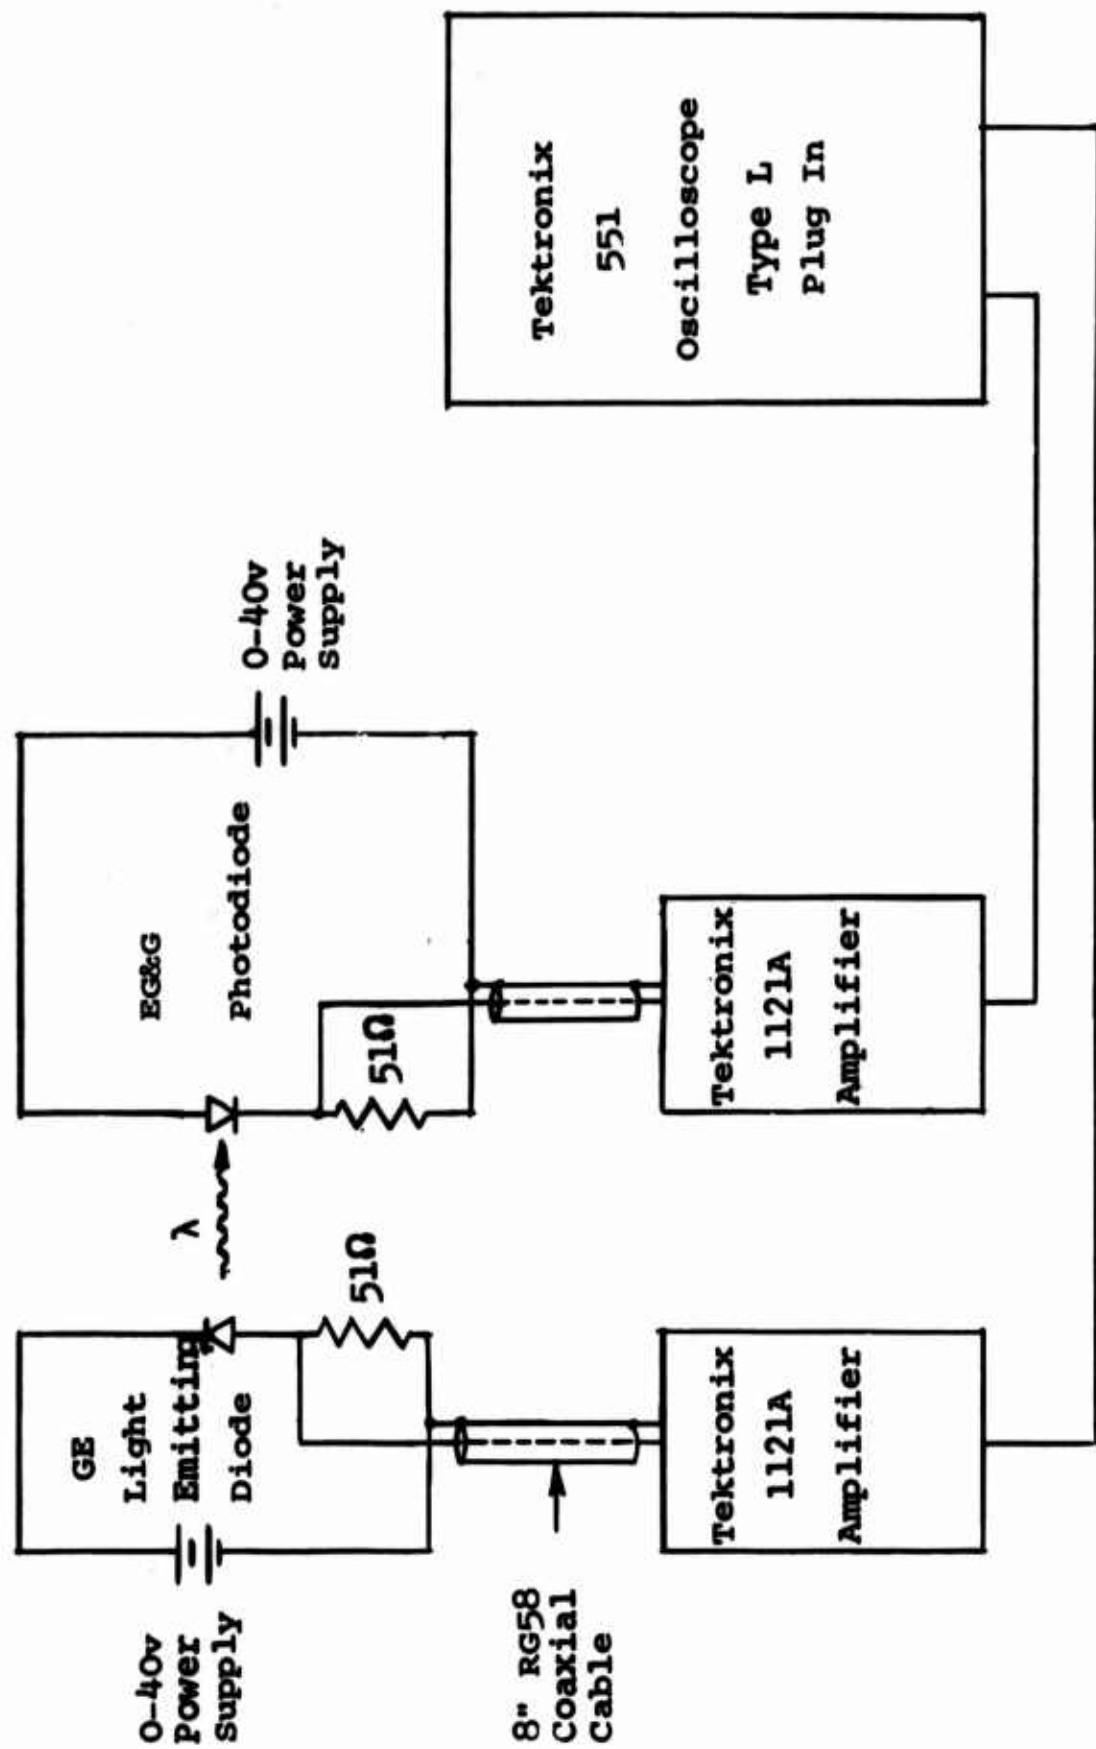 0-40v
Power
Supply
GE
Light
Emitting
Diode
λ
51Ω
EG&G
Photodiode
51Ω
0-40v
Power
Supply
8" RG58
Coaxial
Cable
Tektronix
1121A
Amplifier
Tektronix
1121A
Amplifier
Tektronix
551
Oscilloscope
Type L
Plug In